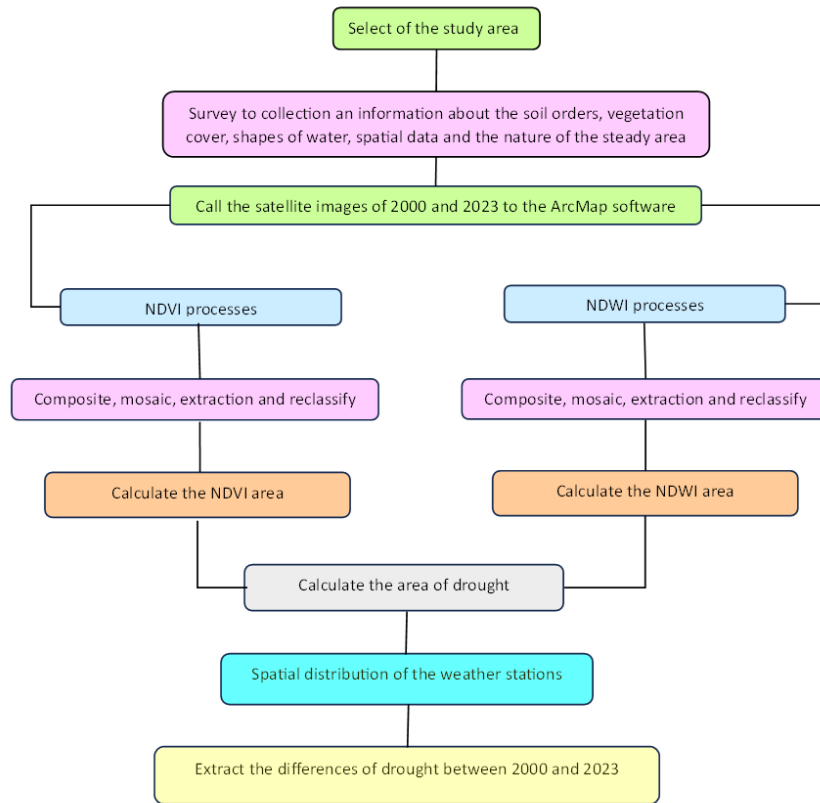 Select of the study area
Survey to collection an information about the soil orders, vegetation
cover, shapes of water, spatial data and the nature of the steady area
Call the satellite images of 2000 and 2023 to the ArcMap software
NDVI processes
NDWI processes
Composite, mosaic, extraction and reclassify
Composite, mosaic, extraction and reclassify
Calculate the NDVI area
Calculate the NDWI area
Calculate the area of drought
Spatial distribution of the weather stations
Extract the differences of drought between 2000 and 2023